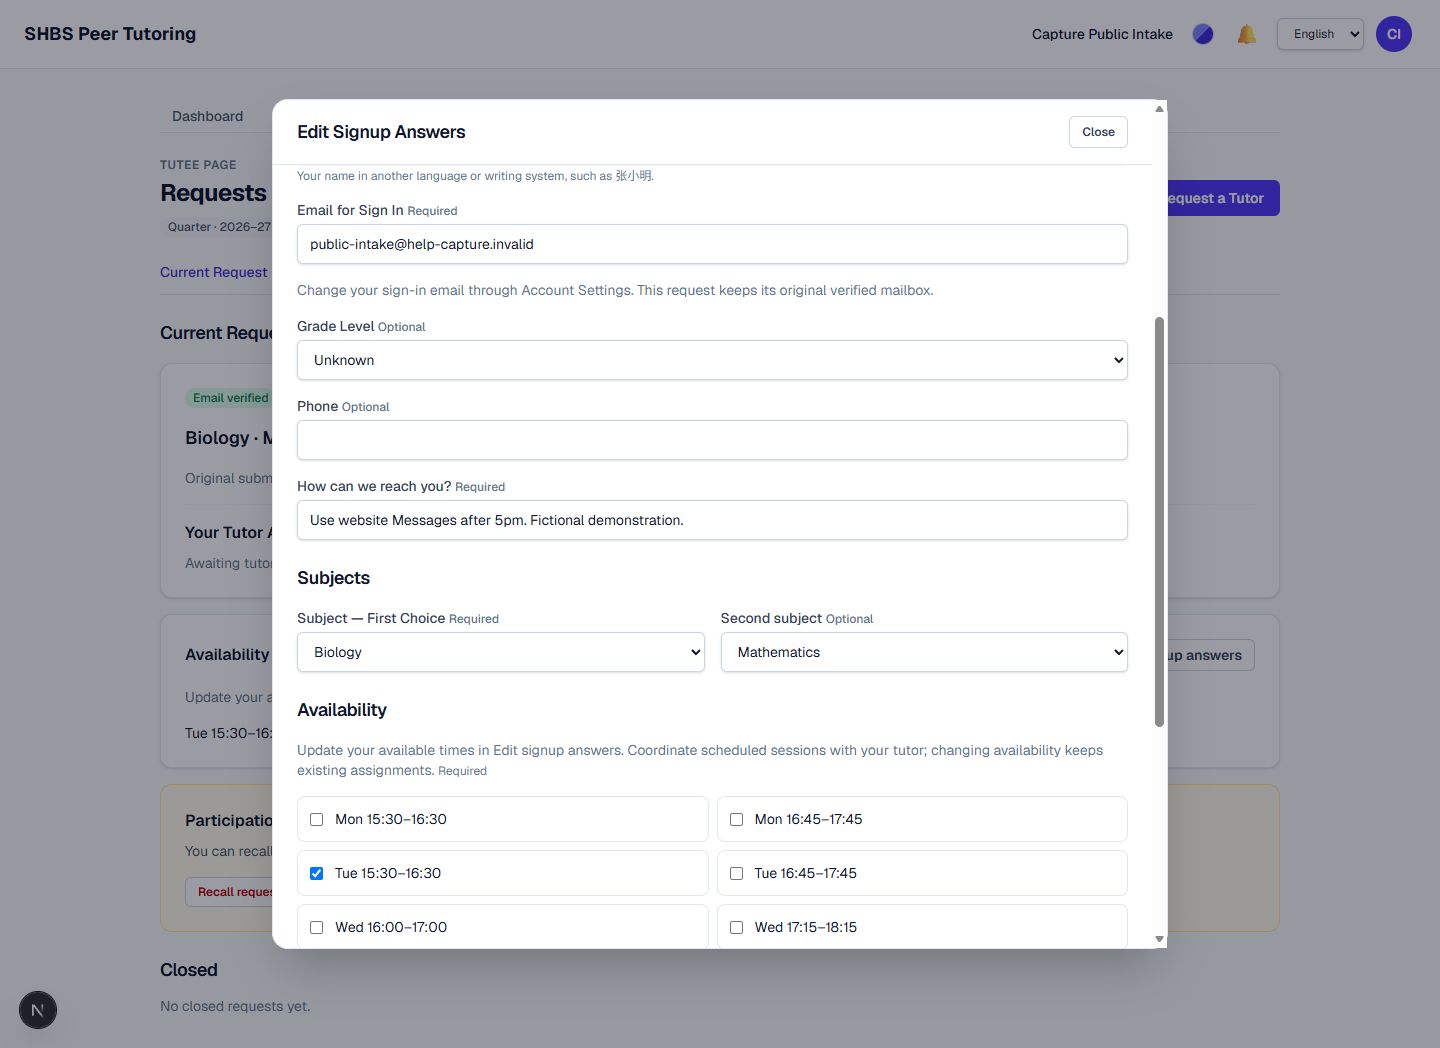 SHBS Peer Tutoring
Capture Public Intake
English
CI
Dashboard
TUTEE PAGE
Requests
equest a Tutor
Quarter · 2026–27
Current Request
Current Reque
Email verified
Biology · M
Original subm
Your Tutor A
Awaiting tutor
Availability
up answers
Update your a
Tue 15:30–16:
Participatio
You can recall
Recall reques
Closed
No closed requests yet.
N
Edit Signup Answers
Close
Your name in another language or writing system, such as 张小明.
Email for Sign In Required
public-intake@help-capture.invalid
Change your sign-in email through Account Settings. This request keeps its original verified mailbox.
Grade Level Optional
Unknown
Phone Optional
How can we reach you? Required
Use website Messages after 5pm. Fictional demonstration.
Subjects
Subject — First Choice Required
Second subject Optional
Biology
Mathematics
Availability
Update your available times in Edit signup answers. Coordinate scheduled sessions with your tutor; changing availability keeps
existing assignments. Required
Mon 15:30–16:30
Mon 16:45–17:45
Tue 15:30–16:30
Tue 16:45–17:45
Wed 16:00–17:00
Wed 17:15–18:15